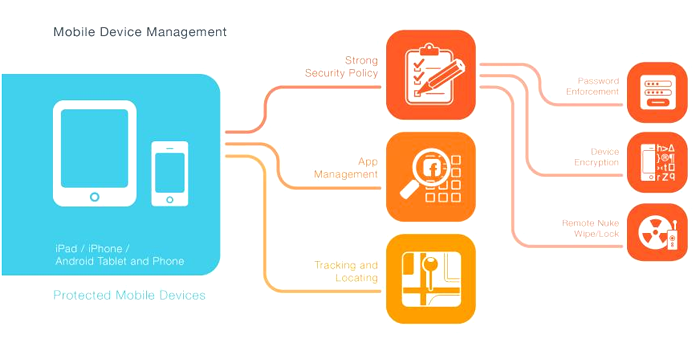 Mobile Device Management
Strong
Security Policy
Password
Enforcement
App
Management
Device
Encryption
Remote Nuke
Wipe/Lock
iPad / iPhone /
Android Tablet and Phone
Tracking and
Locating
Protected Mobile Devices